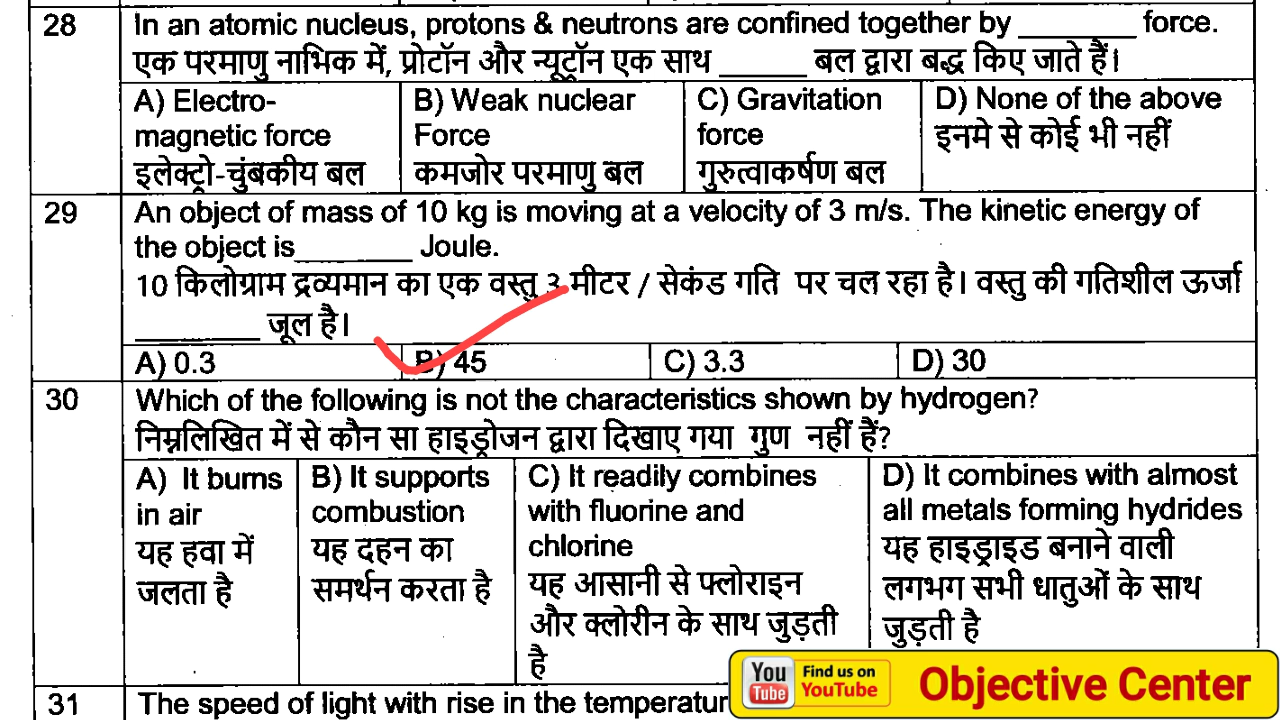 28
In an atomic nucleus, protons & neutrons are confined together by ________ force.
एक परमाणु नाभिक में, प्रोटॉन और न्यूट्रॉन एक साथ ______ बल द्वारा बद्ध किए जाते हैं।
A) Electro-
magnetic force
इलेक्ट्रो-चुंबकीय बल
B) Weak nuclear
Force
कमजोर परमाणु बल
C) Gravitation
force
गुरुत्वाकर्षण बल
D) None of the above
इनमे से कोई भी नहीं
29
An object of mass of 10 kg is moving at a velocity of 3 m/s. The kinetic energy of
the object is________ Joule.
10 किलोग्राम द्रव्यमान का एक वस्तु 3 मीटर / सेकंड गति पर चल रहा है। वस्तु की गतिशील ऊर्जा
_________ जूल है।
A) 0.3
B) 45
C) 3.3
D) 30
30
Which of the following is not the characteristics shown by hydrogen?
निम्नलिखित में से कौन सा हाइड्रोजन द्वारा दिखाए गया गुण नहीं हैं?
A) It burns
in air
यह हवा में
जलता है
B) It supports
combustion
यह दहन का
समर्थन करता है
C) It readily combines
with fluorine and
chlorine
यह आसानी से फ्लोराइन
और क्लोरीन के साथ जुड़ती
है
D) It combines with almost
all metals forming hydrides
यह हाइड्राइड बनाने वाली
लगभग सभी धातुओं के साथ
जुड़ती है
31
The speed of light with rise in the temperatur
You
Tube
Find us on
YouTube
Objective Center